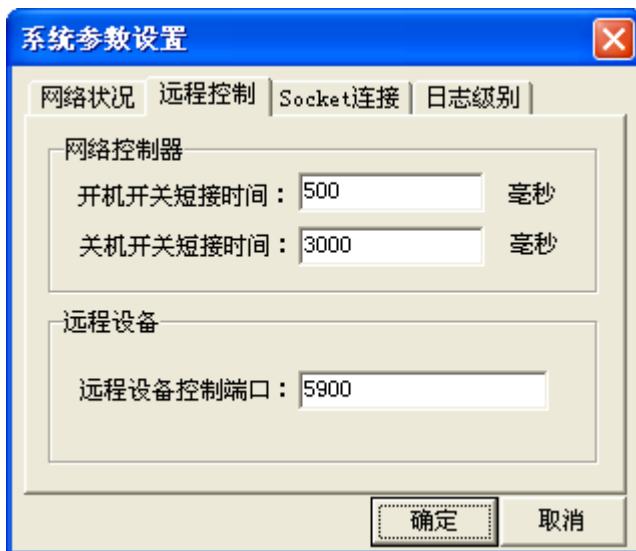 系统参数设置
网络状况 远程控制 Socket连接 日志级别
网络控制器
开机开关短接时间： 500 毫秒
关机开关短接时间： 3000 毫秒
远程设备
远程设备控制端口： 5900
确定 取消